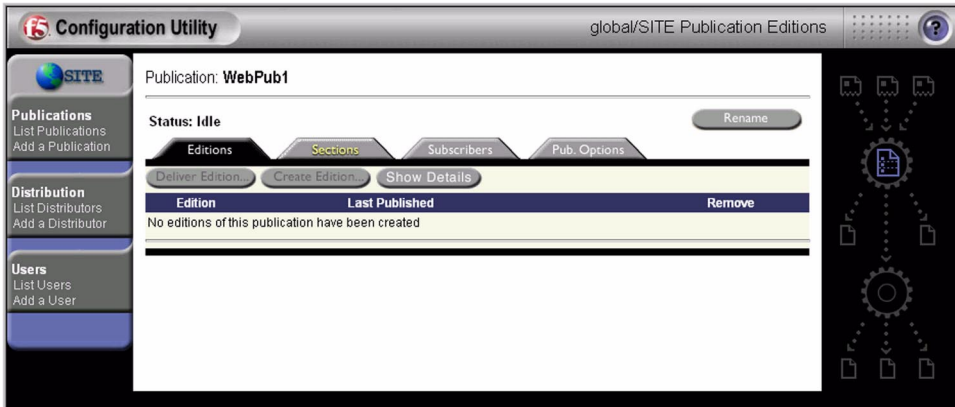 f5 Configuration Utility
global/SITE Publication Editions
?
SITE
Publications
List Publications
Add a Publication
Distribution
List Distributors
Add a Distributor
Users
List Users
Add a User
Publication: WebPub1
Status: Idle
Rename
Editions Sections Subscribers Pub. Options
Deliver Edition... Create Edition... Show Details
Edition Last Published Remove
No editions of this publication have been created